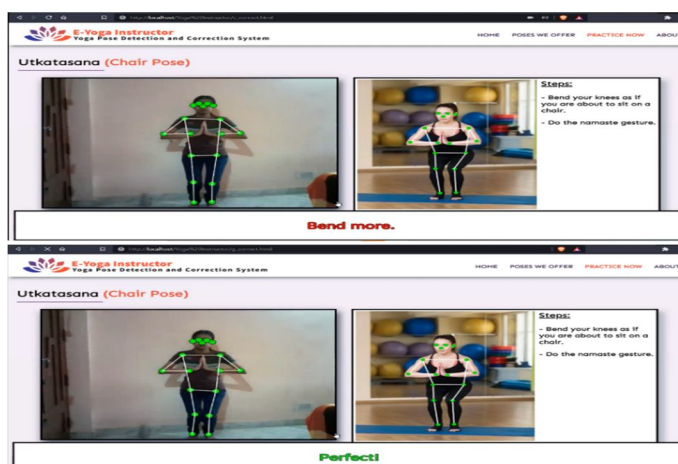 E-Yoga Instructor
Yoga Pose Detection and Correction System
HOME POSES WE OFFER PRACTICE NOW ABOU
Utkatasana (Chair Pose)
Steps:
- Bend your knees as if
you are about to sit on a
chair.
- Do the namaste gesture.
Bend more.
E-Yoga Instructor
Yoga Pose Detection and Correction System
HOME POSES WE OFFER PRACTICE NOW ABOUT
Utkatasana (Chair Pose)
Steps:
- Bend your knees as if
you are about to sit on a
chair.
- Do the namaste gesture.
Perfect!